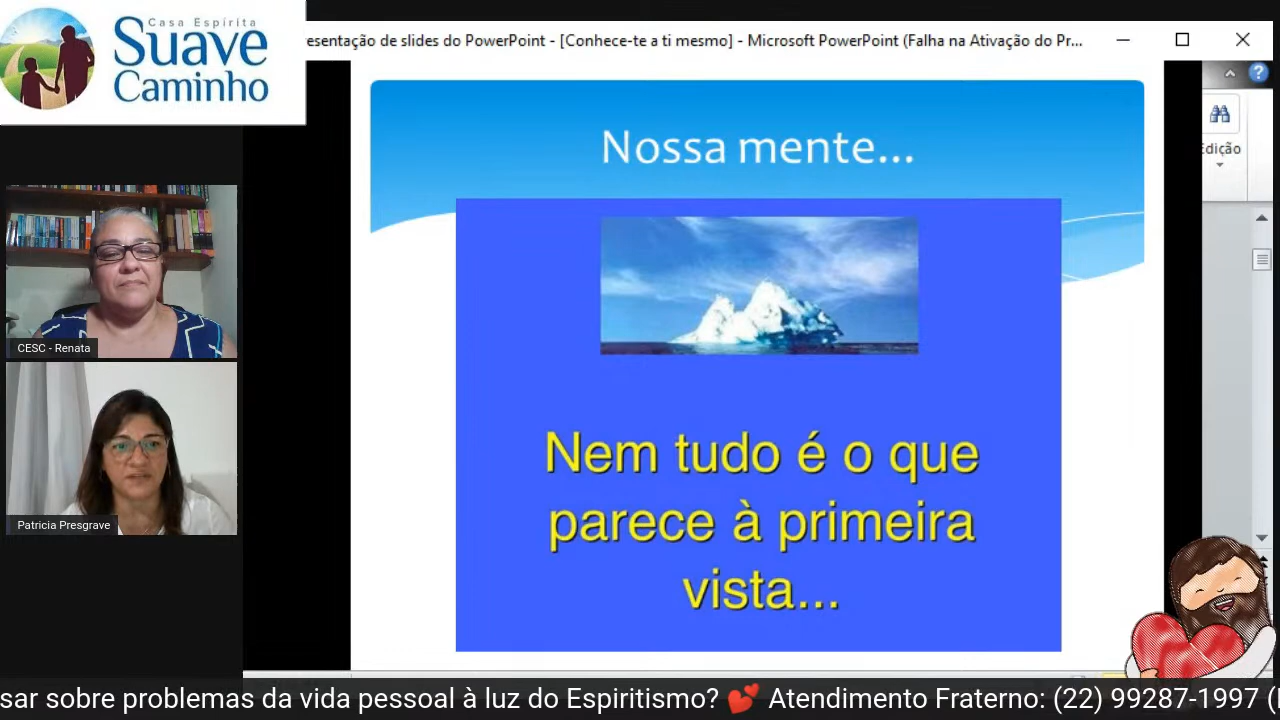 Casa Espírita
Suave
Caminho
resentação de slides do PowerPoint - [Conhece-te a ti mesmo] - Microsoft PowerPoint (Falha na Ativação do Pr...
Edição
Nossa mente...
Nem tudo é o que
parece à primeira
vista...
CESC - Renata
Patricia Presgrave
sar sobre problemas da vida pessoal à luz do Espiritismo? 💕 Atendimento Fraterno: (22) 99287-1997 (